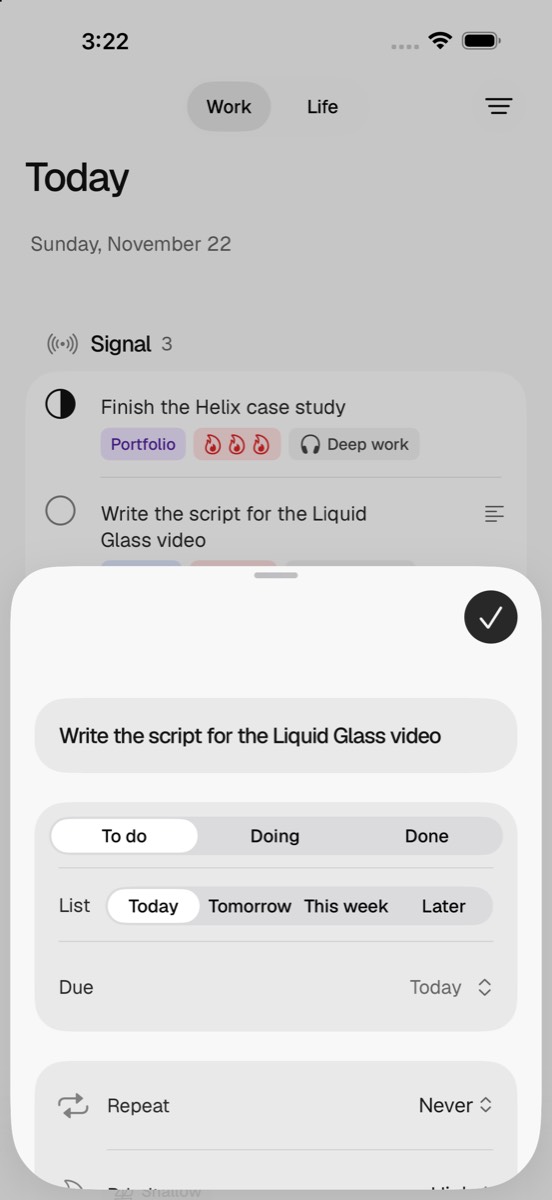 3:22
Work
Life
Today
Sunday, November 22
Signal 3
Finish the Helix case study
Portfolio
Deep work
Write the script for the Liquid
Glass video
Write the script for the Liquid Glass video
To do
Doing
Done
List
Today
Tomorrow
This week
Later
Due
Today
Repeat
Never
Shallow